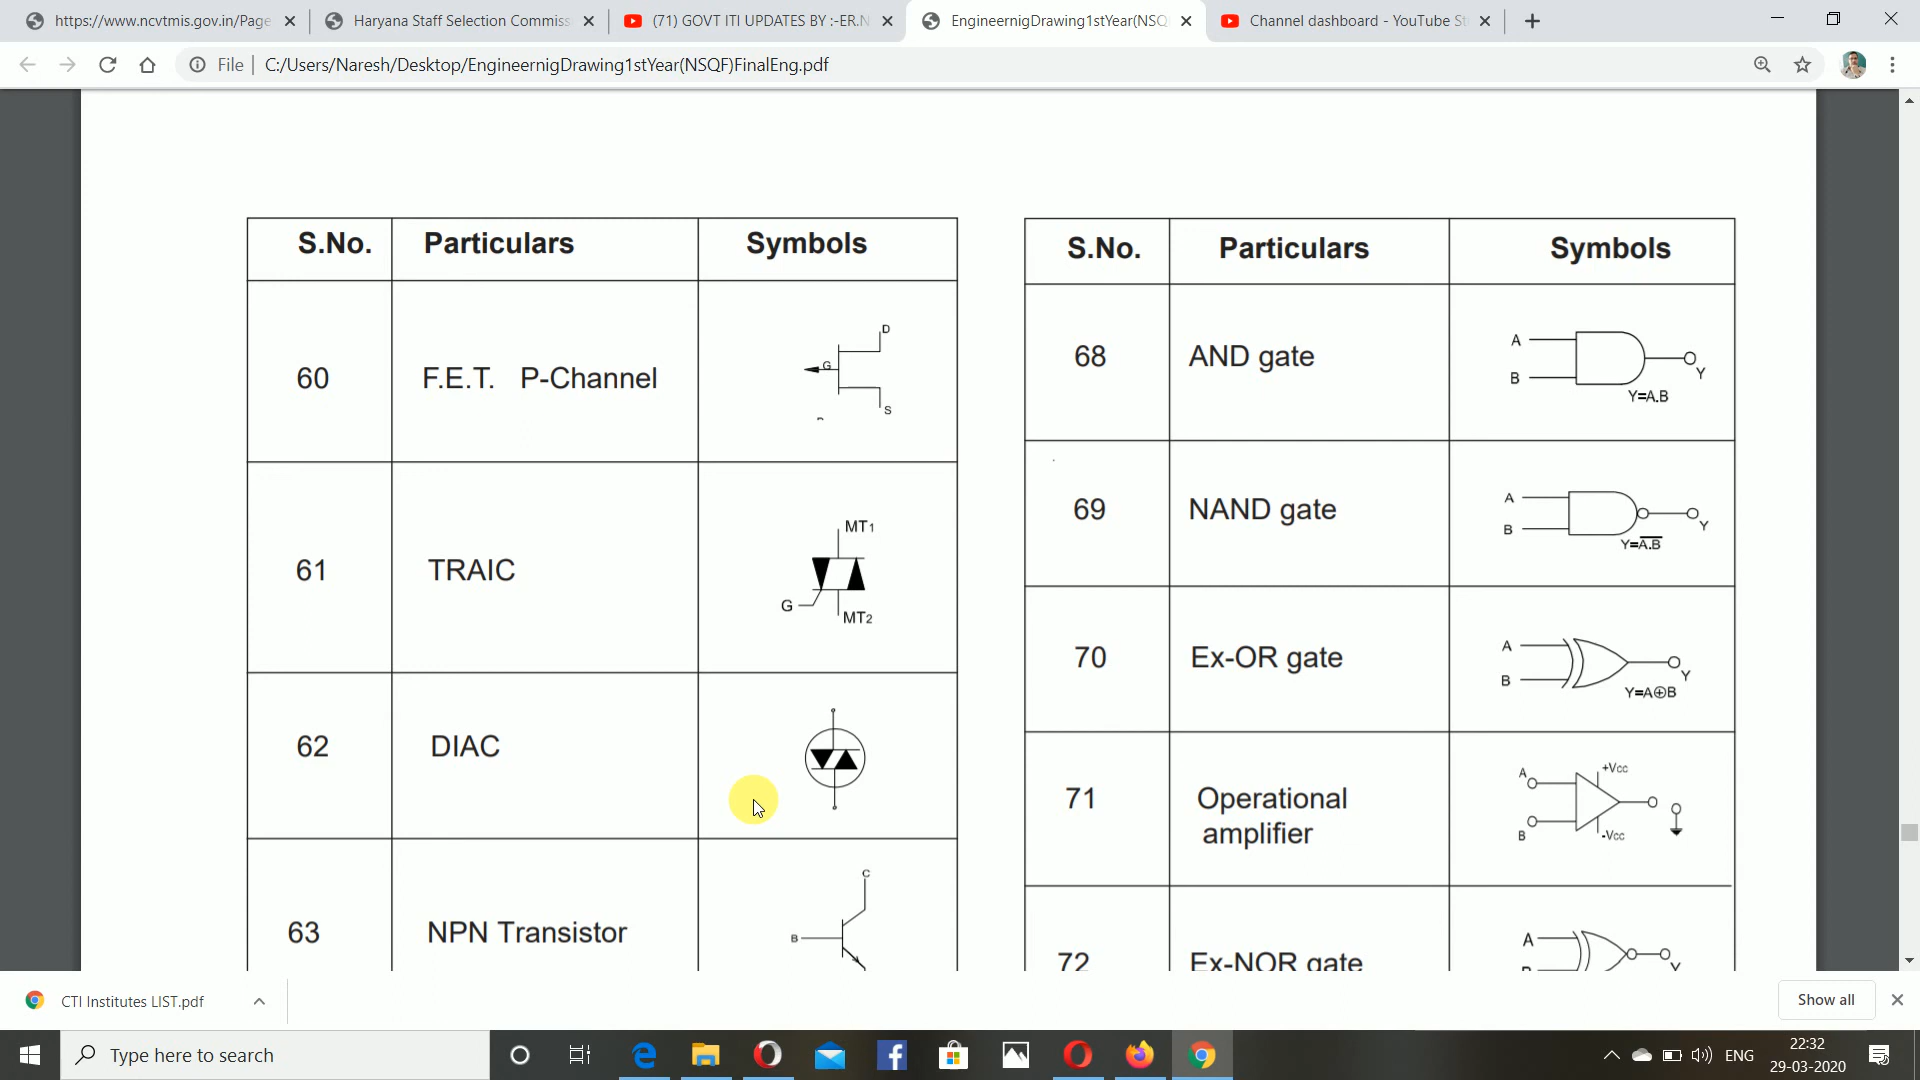 https://www.ncvtmis.gov.in/Page
Haryana Staff Selection Commiss
(71) GOVT ITI UPDATES BY :-ER.N
EngineernigDrawing1stYear(NSQ
Channel dashboard - YouTube St
File
C:/Users/Naresh/Desktop/EngineernigDrawing1stYear(NSQF)FinalEng.pdf
S.No. Particulars Symbols
60 F.E.T. P-Channel
D
G
S
61 TRAIC
MT1
G
MT2
62 DIAC
63 NPN Transistor
C
B
S.No. Particulars Symbols
68 AND gate
A
B
Y
Y=A.B
69 NAND gate
A
B
Y
Y=A̅.̅B̅
70 Ex-OR gate
A
B
Y
Y=A⊕B
71 Operational
amplifier
A
+Vcc
B
-Vcc
72 Ex-NOR gate
A
CTI Institutes LIST.pdf
Show all
Type here to search
ENG
22:32
29-03-2020